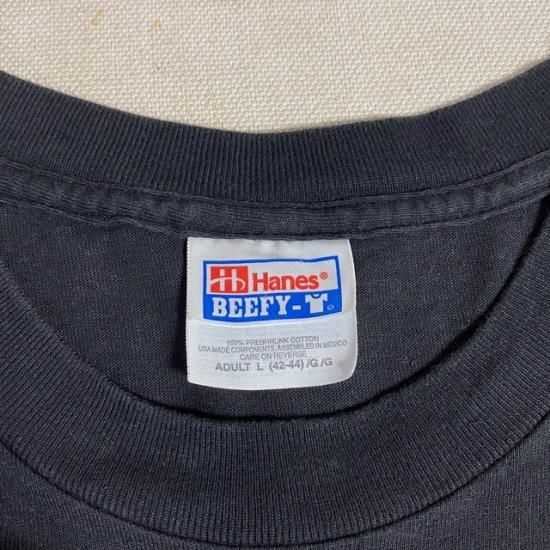 Hanes®
BEEFY-T
100% PRESHRUNK COTTON
USA MADE COMPONENTS, ASSEMBLED IN MEXICO
CARE ON REVERSE
ADULT L (42-44) /G /G